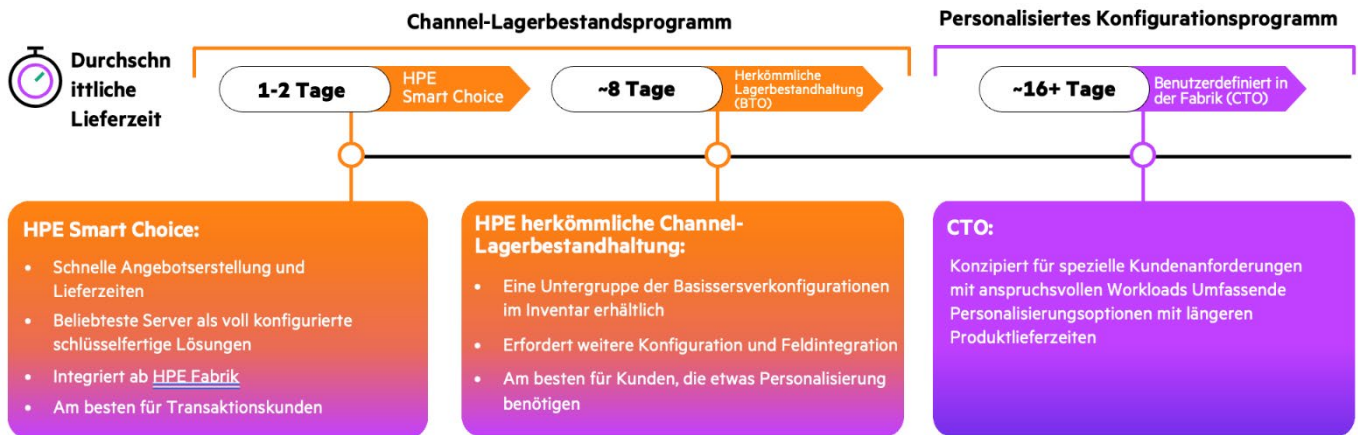 Channel-Lagerbestandsprogramm
Personalisiertes Konfigurationsprogramm
Durchschn
ittliche
Lieferzeit
1-2 Tage
HPE
Smart Choice
~8 Tage
Herkömmliche
Lagerbestandhaltung
(BTO)
~16+ Tage
Benutzerdefiniert in
der Fabrik (CTO)
HPE Smart Choice:
• Schnelle Angebotserstellung und
Lieferzeiten
• Beliebteste Server als voll konfigurierte
schlüsselfertige Lösungen
• Integriert ab HPE Fabrik
• Am besten für Transaktionskunden
HPE herkömmliche Channel-
Lagerbestandhaltung:
• Eine Untergruppe der Basissersverkonfigurationen
im Inventar erhältlich
• Erfordert weitere Konfiguration und Feldintegration
• Am besten für Kunden, die etwas Personalisierung
benötigen
CTO:
Konzipiert für spezielle Kundenanforderungen
mit anspruchsvollen Workloads Umfassende
Personalisierungsoptionen mit längeren
Produktlieferzeiten